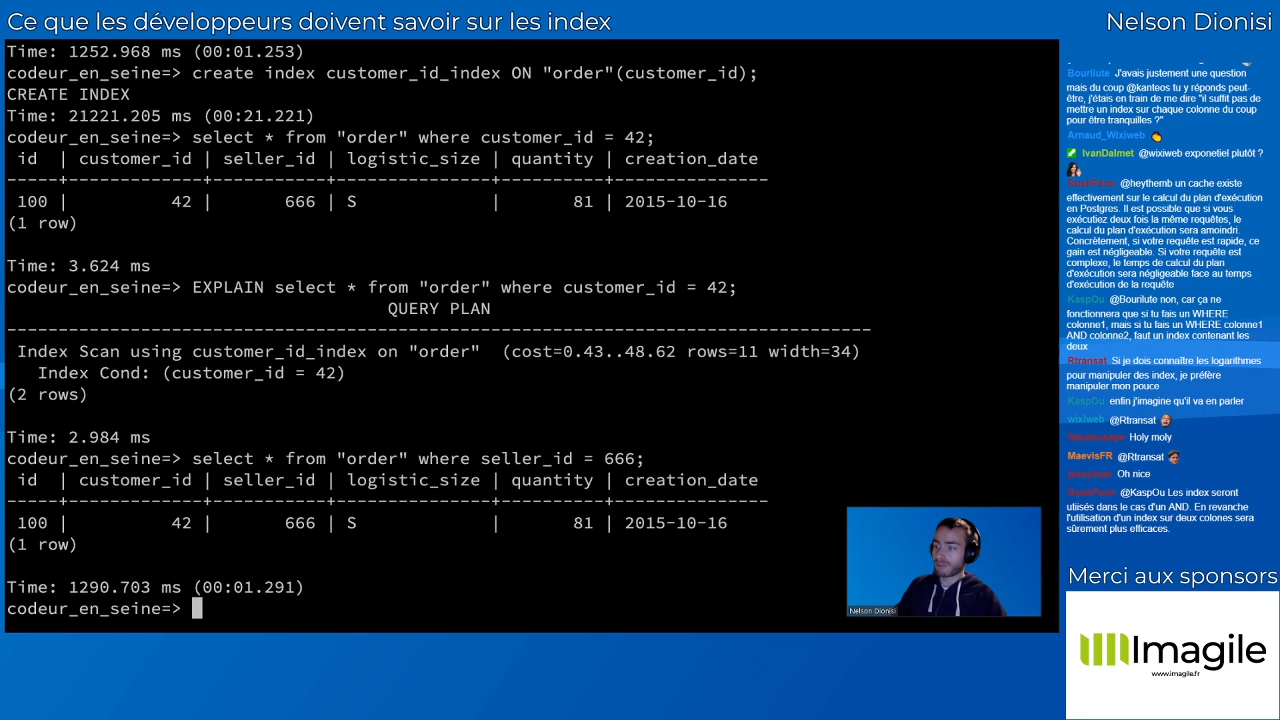 Ce que les développeurs doivent savoir sur les index
Nelson Dionisi
Time: 1252.968 ms (00:01.253)
codeur_en_seine=> create index customer_id_index ON "order"(customer_id);
CREATE INDEX
Time: 21221.205 ms (00:21.221)
codeur_en_seine=> select * from "order" where customer_id = 42;
id | customer_id | seller_id | logistic_size | quantity | creation_date
-----+-------------+-----------+---------------+----------+---------------
100 | 42 | 666 | S | 81 | 2015-10-16
(1 row)
Time: 3.624 ms
codeur_en_seine=> EXPLAIN select * from "order" where customer_id = 42;
QUERY PLAN
------------------------------------------------------------------------------------
Index Scan using customer_id_index on "order" (cost=0.43..48.62 rows=11 width=34)
Index Cond: (customer_id = 42)
(2 rows)
Time: 2.984 ms
codeur_en_seine=> select * from "order" where seller_id = 666;
id | customer_id | seller_id | logistic_size | quantity | creation_date
-----+-------------+-----------+---------------+----------+---------------
100 | 42 | 666 | S | 81 | 2015-10-16
(1 row)
Time: 1290.703 ms (00:01.291)
codeur_en_seine=>
Nelson Dionisi
Bourilute J'avais justement une question
mais du coup @kanteos tu y réponds peut-
être, j'étais en train de me dire "il suffit pas de
mettre un index sur chaque colonne du coup
pour être tranquilles ?"
Arnaud_Wixiweb
IvanDalmet @wixiweb exponetiel plutôt ?
@heythemb un cache existe
effectivement sur le calcul du plan d'exécution
en Postgres. Il est possible que si vous
exécutiez deux fois la même requêtes, le
calcul du plan d'exécution sera amoindri.
Concrètement, si votre requête est rapide, ce
gain est négligeable. Si votre requête est
complexe, le temps de calcul du plan
d'exécution sera négligeable face au temps
d'exécution de la requête
KaspOu @Bourilute non, car ça ne
fonctionnera que si tu fais un WHERE
colonne1, mais si tu fais un WHERE colonne1
AND colonne2, faut un index contenant les
deux
Rtransat Si je dois connaître les logarithmes
pour manipuler des index, je préfère
manipuler mon pouce
KaspOu enfin j'imagine qu'il va en parler
wixiweb @Rtransat
Holy moly
MaevisFR @Rtransat
Oh nice
@KaspOu Les index seront
utiisés dans le cas d'un AND. En revanche
l'utilisation d'un index sur deux colones sera
sûrement plus efficaces.
Merci aux sponsors
Imagile
www.imagile.fr